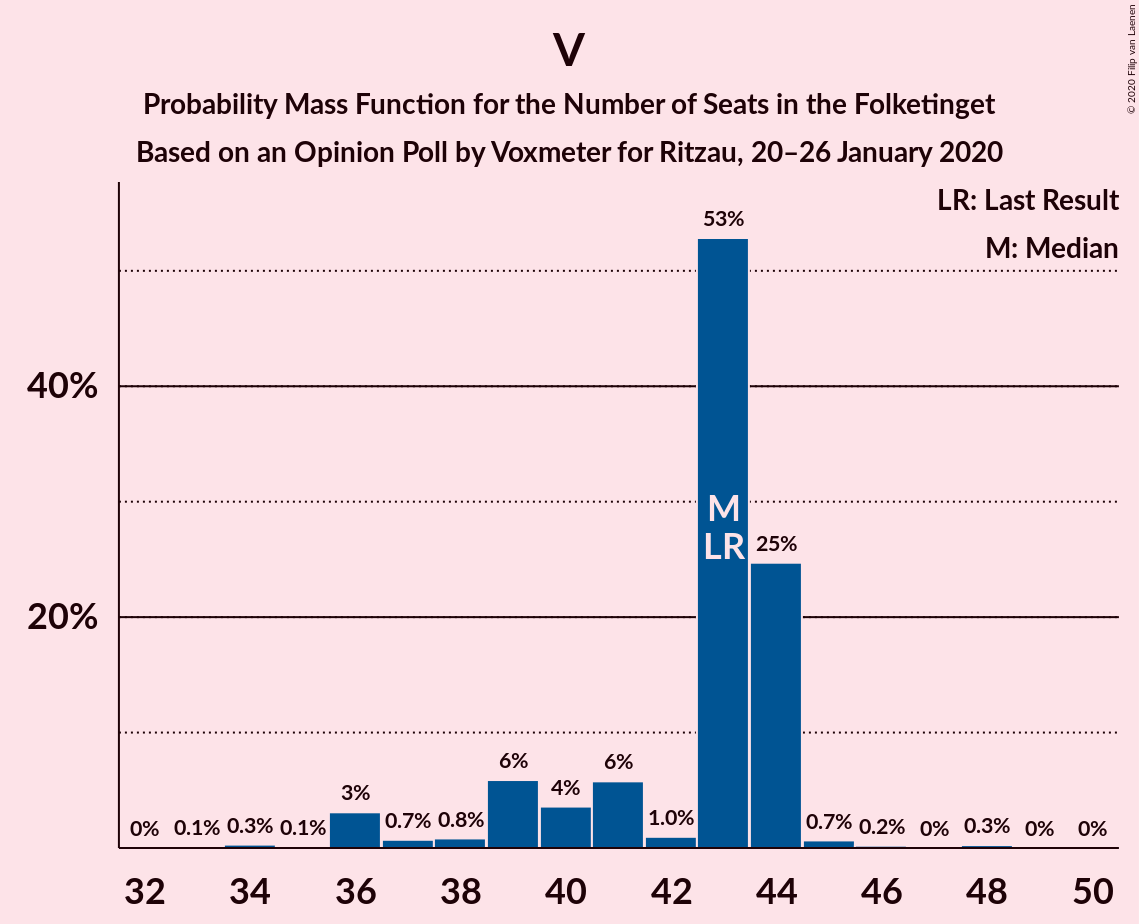 V
Probability Mass Function for the Number of Seats in the Folketinget
Based on an Opinion Poll by Voxmeter for Ritzau, 20–26 January 2020
© 2020 Filip van Laenen
LR: Last Result
M: Median
40%
20%
0%
0.1%
0.3%
0.1%
3%
0.7%
0.8%
6%
4%
6%
1.0%
53%
M
LR
25%
0.7%
0.2%
0%
0.3%
0%
0%
32 34 36 38 40 42 44 46 48 50